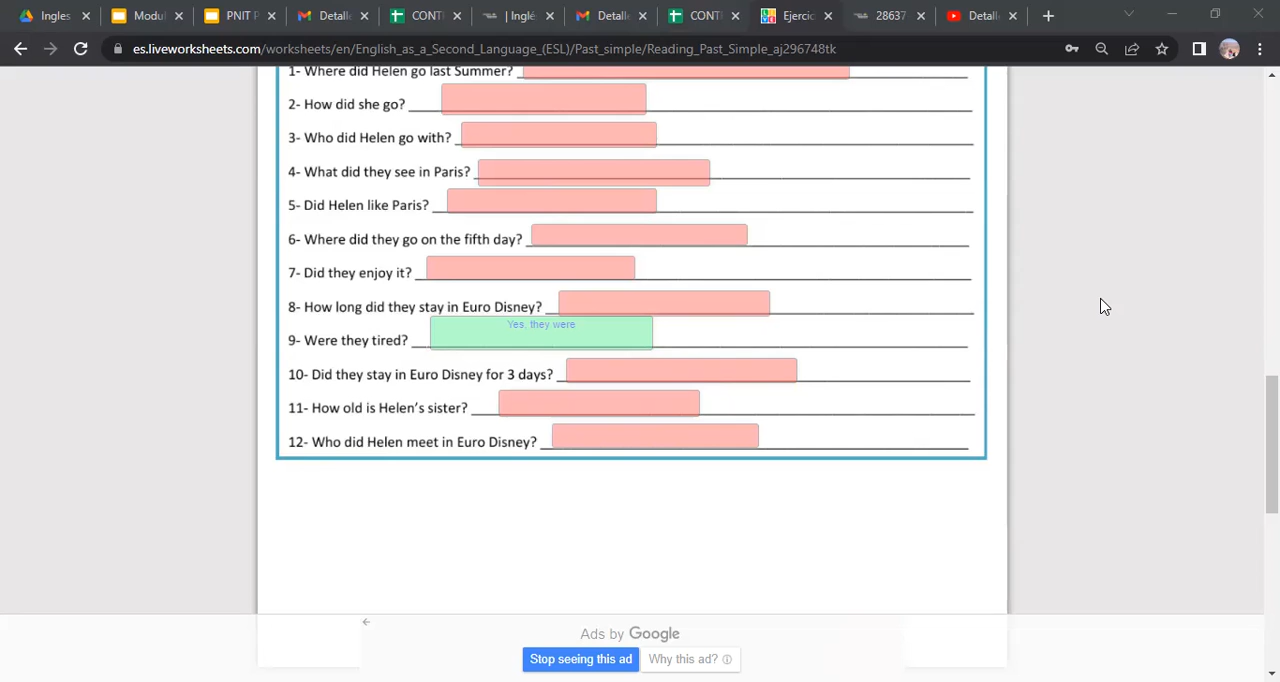 Ingles
Modul
PNIT P
Detalle
CONTI
| Inglé
Detalle
CONTI
Ejercic
28637
Detall
es.liveworksheets.com/worksheets/en/English_as_a_Second_Language_(ESL)/Past_simple/Reading_Past_Simple_aj296748tk
1- Where did Helen go last Summer?
2- How did she go?
3- Who did Helen go with?
4- What did they see in Paris?
5- Did Helen like Paris?
6- Where did they go on the fifth day?
7- Did they enjoy it?
8- How long did they stay in Euro Disney?
Yes, they were
9- Were they tired?
10- Did they stay in Euro Disney for 3 days?
11- How old is Helen's sister?
12- Who did Helen meet in Euro Disney?
Ads by Google
Stop seeing this ad
Why this ad?